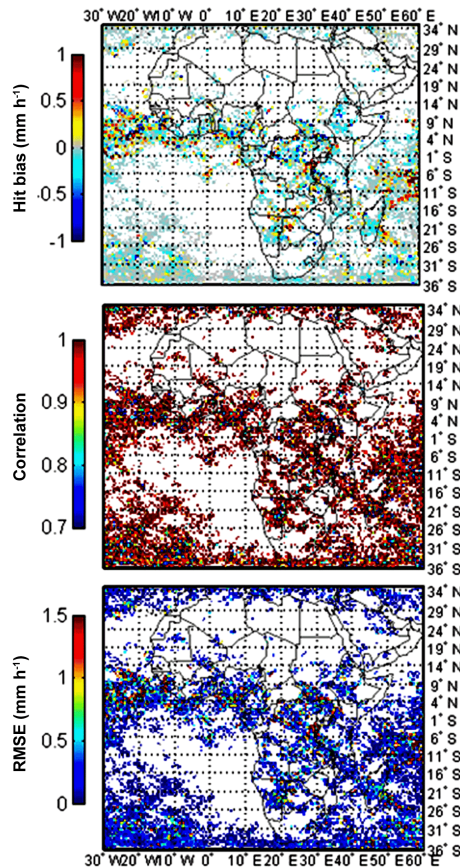 30° W20° W10° W 0° 10° E20° E30° E40° E50° E60° E
34° N
29° N
24° N
19° N
14° N
9° N
4° N
1° S
6° S
11° S
16° S
21° S
26° S
31° S
36° S
1
0.5
0
-0.5
-1
Hit bias (mm h-1)
34° N
29° N
24° N
19° N
14° N
9° N
4° N
1° S
6° S
11° S
16° S
21° S
26° S
31° S
36° S
1
0.9
0.8
0.7
Correlation
34° N
29° N
24° N
19° N
14° N
9° N
4° N
1° S
6° S
11° S
16° S
21° S
26° S
31° S
36° S
1.5
1
0.5
0
RMSE (mm h-1)
30° W20° W10° W 0° 10° E20° E30° E40° E50° E60° E